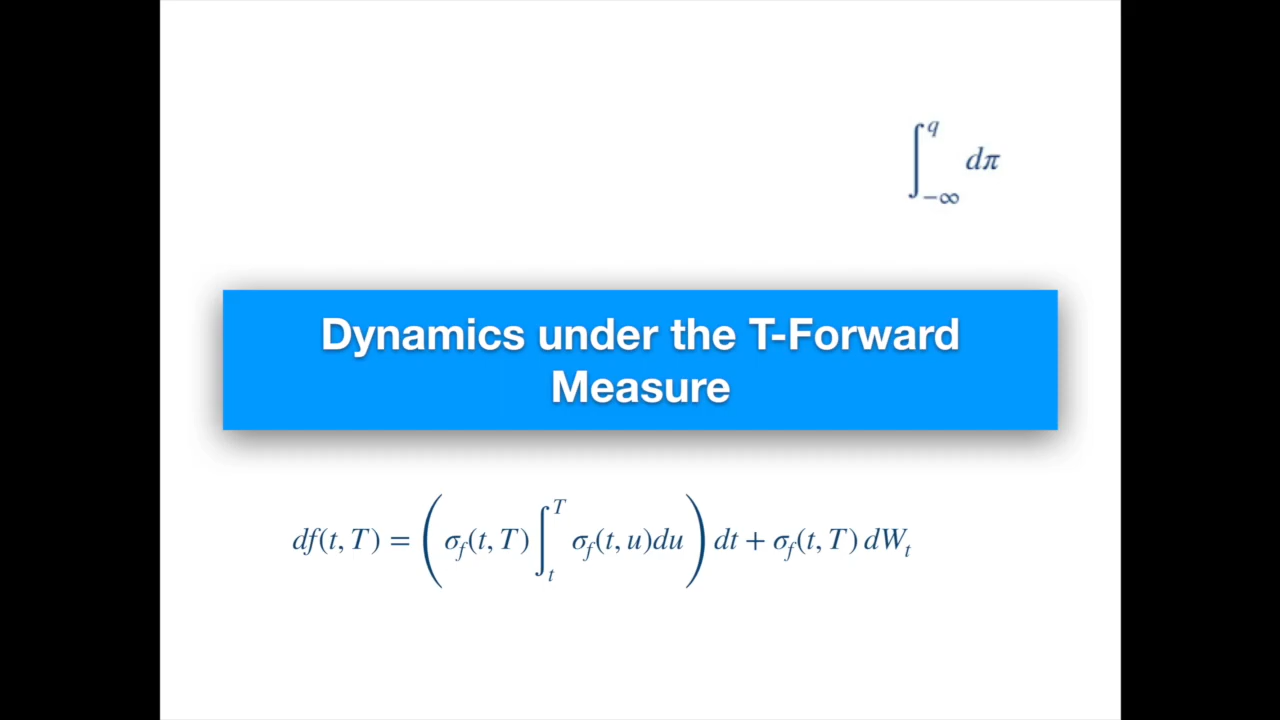 ∫_{-∞}^{q} dπ
Dynamics under the T-Forward
Measure
df(t, T) = ( σ_f(t, T) ∫_t^T σ_f(t, u)du ) dt + σ_f(t, T) dW_t